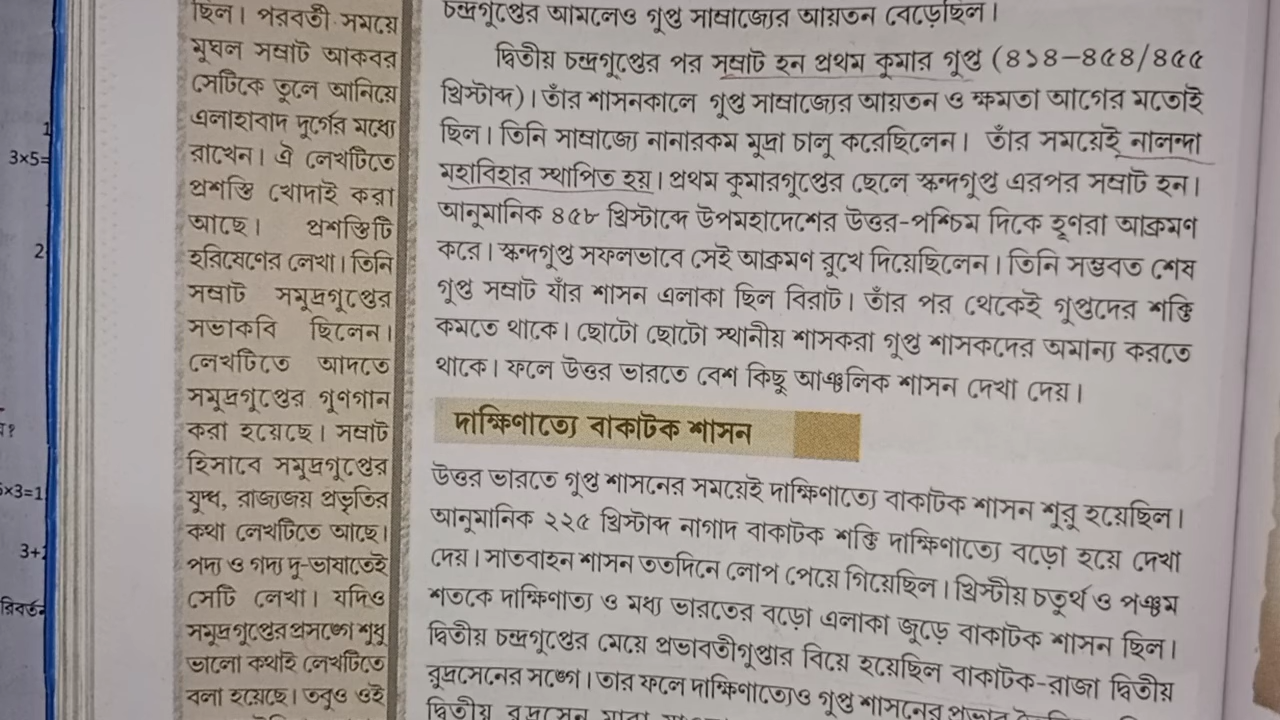 1
3×5=
2
3+
ছিল। পরবর্তী সময়ে
মুঘল সম্রাট আকবর
সেটিকে তুলে আনিয়ে
এলাহাবাদ দুর্গের মধ্যে
রাখেন। ঐ লেখটিতে
প্রশস্তি খোদাই করা
আছে। প্রশস্তিটি
হরিষেণের লেখা। তিনি
সম্রাট সমুদ্রগুপ্তের
সভাকবি ছিলেন।
লেখটিতে আদতে
সমুদ্রগুপ্তের গুণগান
করা হয়েছে। সম্রাট
হিসাবে সমুদ্রগুপ্তের
যুদ্ধ, রাজ্যজয় প্রভৃতির
কথা লেখটিতে আছে।
পদ্য ও গদ্য দু-ভাষাতেই
সেটি লেখা। যদিও
সমুদ্রগুপ্তের প্রসঙ্গে শুধু
ভালো কথাই লেখটিতে
বলা হয়েছে। তবুও ওই
চন্দ্রগুপ্তের আমলেও গুপ্ত সাম্রাজ্যের আয়তন বেড়েছিল।
দ্বিতীয় চন্দ্রগুপ্তের পর সম্রাট হন প্রথম কুমার গুপ্ত (৪১৪–৪৫৪/৪৫৫
খ্রিস্টাব্দ)। তাঁর শাসনকালে গুপ্ত সাম্রাজ্যের আয়তন ও ক্ষমতা আগের মতোই
ছিল। তিনি সাম্রাজ্যে নানারকম মুদ্রা চালু করেছিলেন। তাঁর সময়েই নালন্দা
মহাবিহার স্থাপিত হয়। প্রথম কুমারগুপ্তের ছেলে স্কন্দগুপ্ত এরপর সম্রাট হন।
আনুমানিক ৪৫৮ খ্রিস্টাব্দে উপমহাদেশের উত্তর-পশ্চিম দিকে হূণরা আক্রমণ
করে। স্কন্দগুপ্ত সফলভাবে সেই আক্রমণ রুখে দিয়েছিলেন। তিনি সম্ভবত শেষ
গুপ্ত সম্রাট যাঁর শাসন এলাকা ছিল বিরাট। তাঁর পর থেকেই গুপ্তদের শক্তি
কমতে থাকে। ছোটো ছোটো স্থানীয় শাসকরা গুপ্ত শাসকদের অমান্য করতে
থাকে। ফলে উত্তর ভারতে বেশ কিছু আঞ্চলিক শাসন দেখা দেয়।
দাক্ষিণাত্যে বাকাটক শাসন
উত্তর ভারতে গুপ্ত শাসনের সময়েই দাক্ষিণাত্যে বাকাটক শাসন শুরু হয়েছিল।
আনুমানিক ২২৫ খ্রিস্টাব্দ নাগাদ বাকাটক শক্তি দাক্ষিণাত্যে বড়ো হয়ে দেখা
দেয়। সাতবাহন শাসন ততদিনে লোপ পেয়ে গিয়েছিল। খ্রিস্টীয় চতুর্থ ও পঞ্চম
শতকে দাক্ষিণাত্য ও মধ্য ভারতের বড়ো এলাকা জুড়ে বাকাটক শাসন ছিল।
দ্বিতীয় চন্দ্রগুপ্তের মেয়ে প্রভাবতীগুপ্তার বিয়ে হয়েছিল বাকাটক-রাজা দ্বিতীয়
রুদ্রসেনের সঙ্গে। তার ফলে দাক্ষিণাত্যেও গুপ্ত শাসনের প্রভাব
দ্বিতীয় রুদ্রসেন মারা